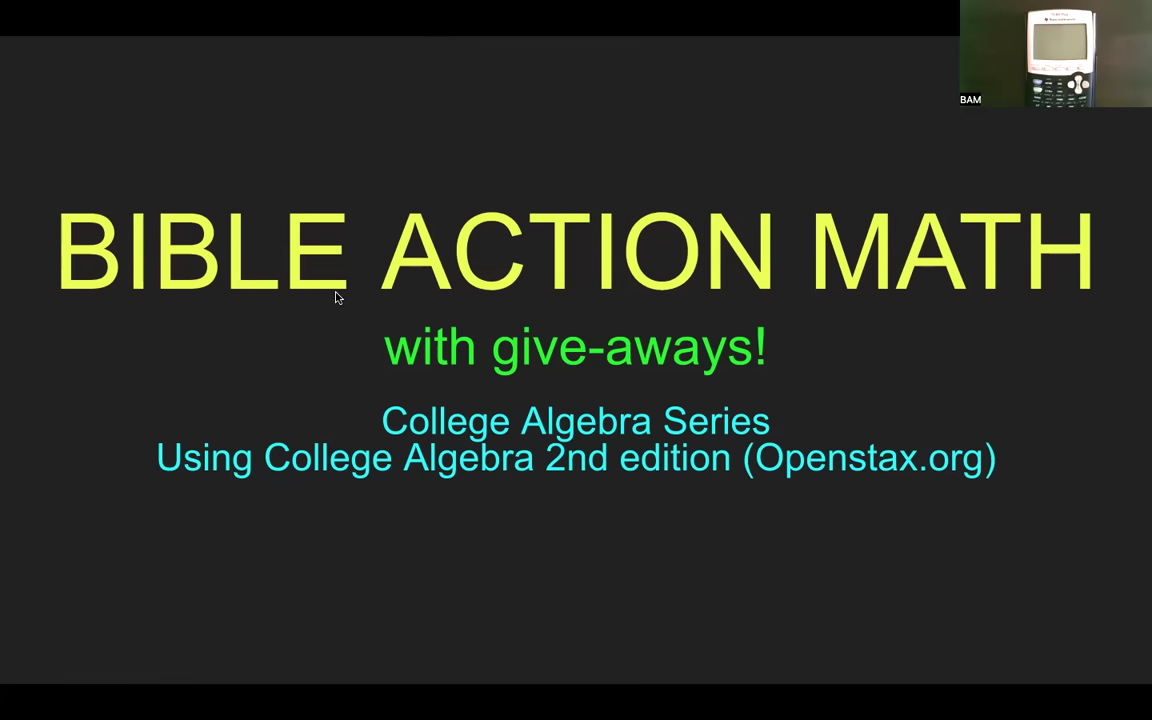 BAM
BIBLE ACTION MATH
with give-aways!
College Algebra Series
Using College Algebra 2nd edition (Openstax.org)